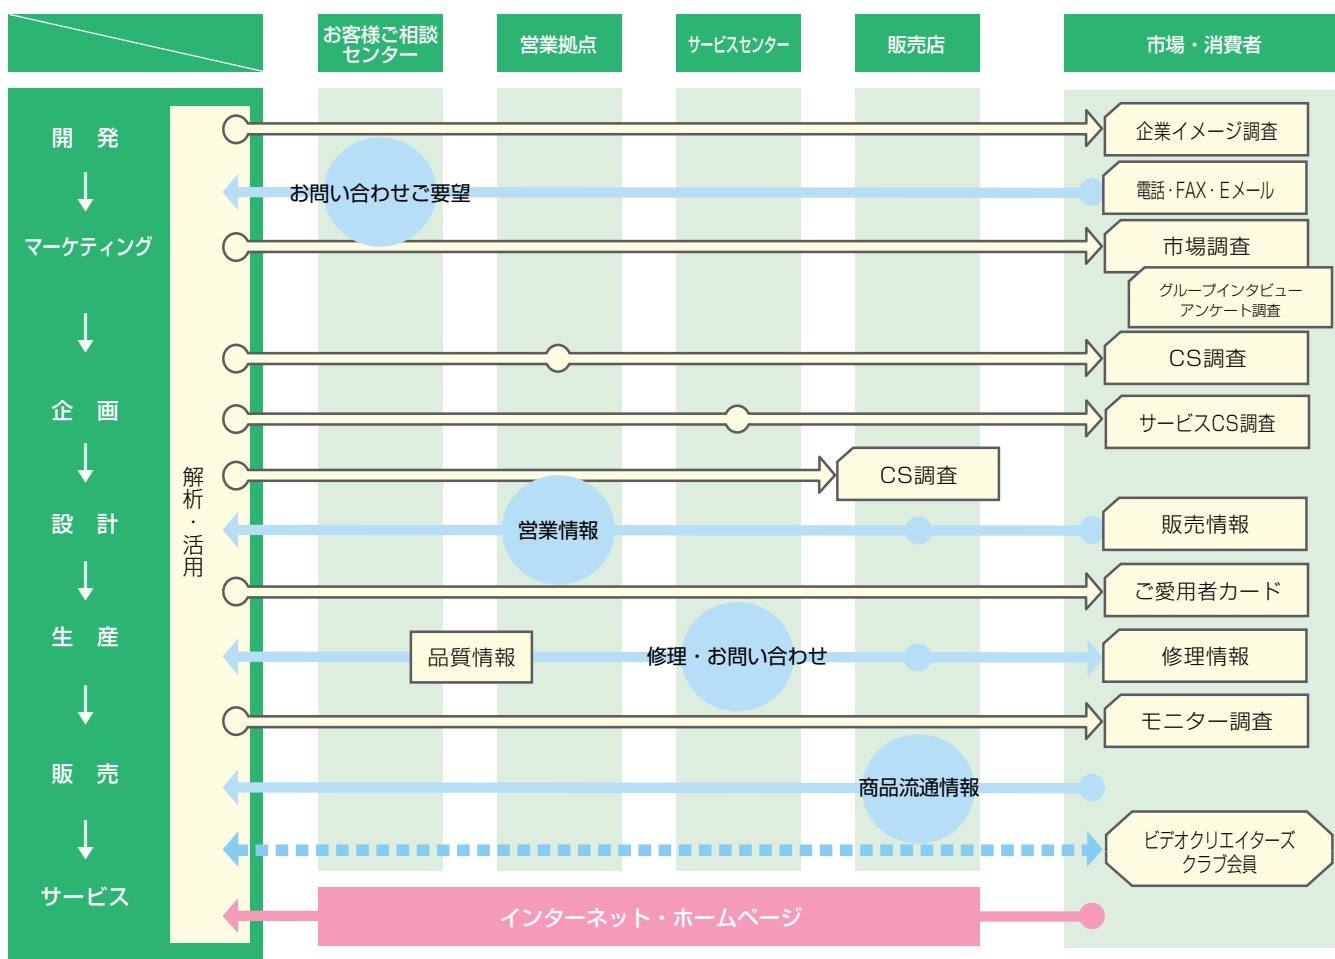 お客様ご相談
センター
営業拠点
サービスセンター
販売店
市場・消費者
開　発
マーケティング
企　画
設　計
生　産
販　売
サービス
解析・活用
企業イメージ調査
お問い合わせご要望
電話・FAX・Eメール
市場調査
グループインタビュー
アンケート調査
CS調査
サービスCS調査
CS調査
営業情報
販売情報
ご愛用者カード
品質情報
修理・お問い合わせ
修理情報
モニター調査
商品流通情報
ビデオクリエイターズ
クラブ会員
インターネット・ホームページ